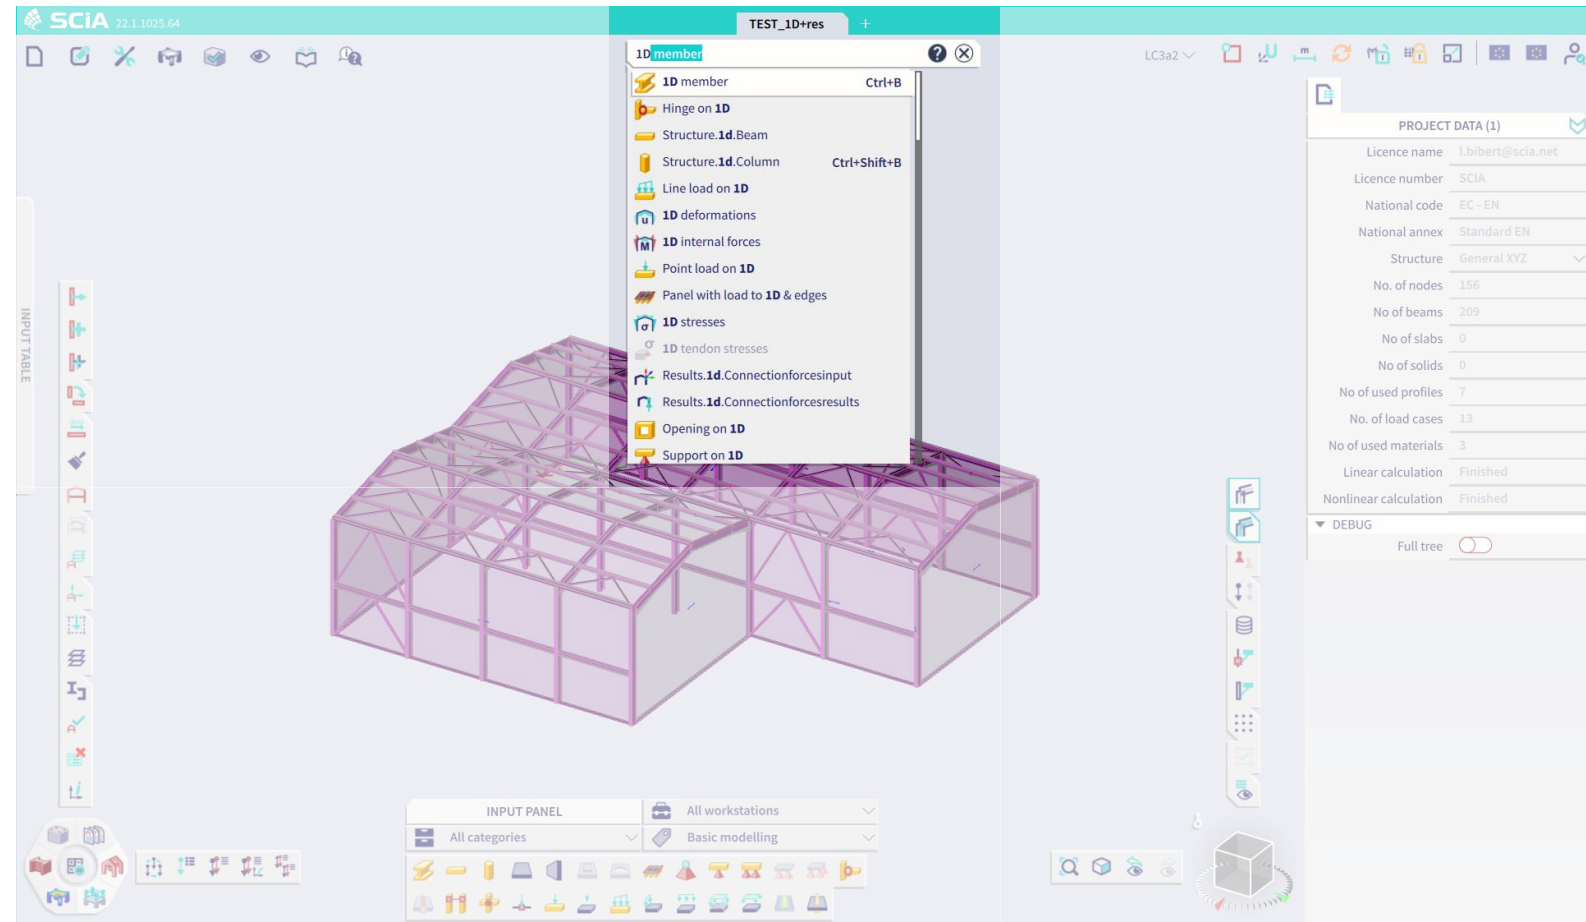 SCiA 22.1.1025.64
TEST_1D+res
+
1D member
LC3a2
1D member Ctrl+B
Hinge on 1D
Structure.1d.Beam
Structure.1d.Column Ctrl+Shift+B
Line load on 1D
1D deformations
1D internal forces
Point load on 1D
Panel with load to 1D & edges
1D stresses
1D tendon stresses
Results.1d.Connectionforcesinput
Results.1d.Connectionforcesresults
Opening on 1D
Support on 1D
INPUT TABLE
PROJECT DATA (1)
Licence name l.bibert@scia.net
Licence number SCIA
National code EC - EN
National annex Standard EN
Structure General XYZ
No. of nodes 156
No of beams 209
No of slabs 0
No of solids 0
No of used profiles 7
No. of load cases 13
No of used materials 3
Linear calculation Finished
Nonlinear calculation Finished
DEBUG
Full tree
INPUT PANEL
All workstations
All categories
Basic modelling